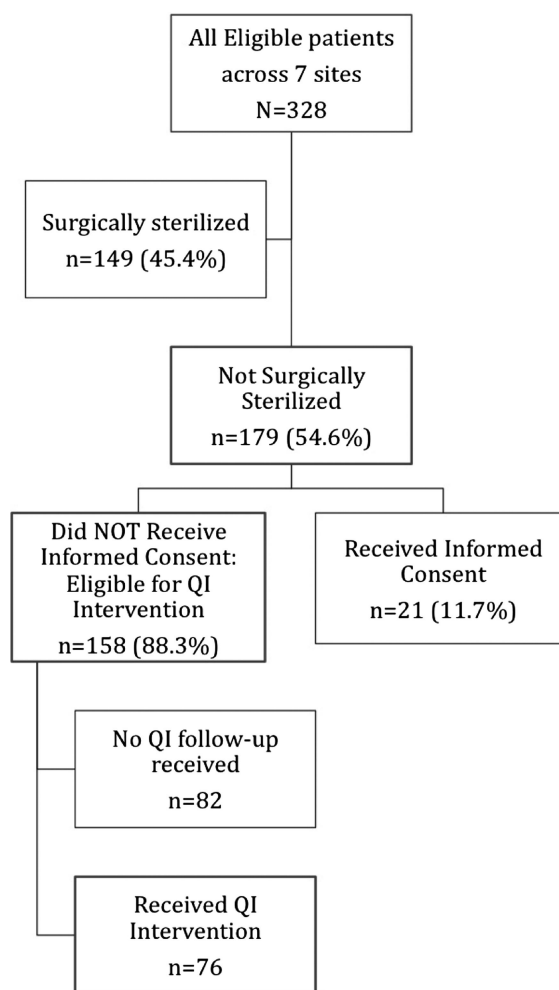 All Eligible patients
across 7 sites
N=328
Surgically sterilized
n=149 (45.4%)
Not Surgically
Sterilized
n=179 (54.6%)
Did NOT Receive
Informed Consent:
Eligible for QI
Intervention
n=158 (88.3%)
Received Informed
Consent
n=21 (11.7%)
No QI follow-up
received
n=82
Received QI
Intervention
n=76